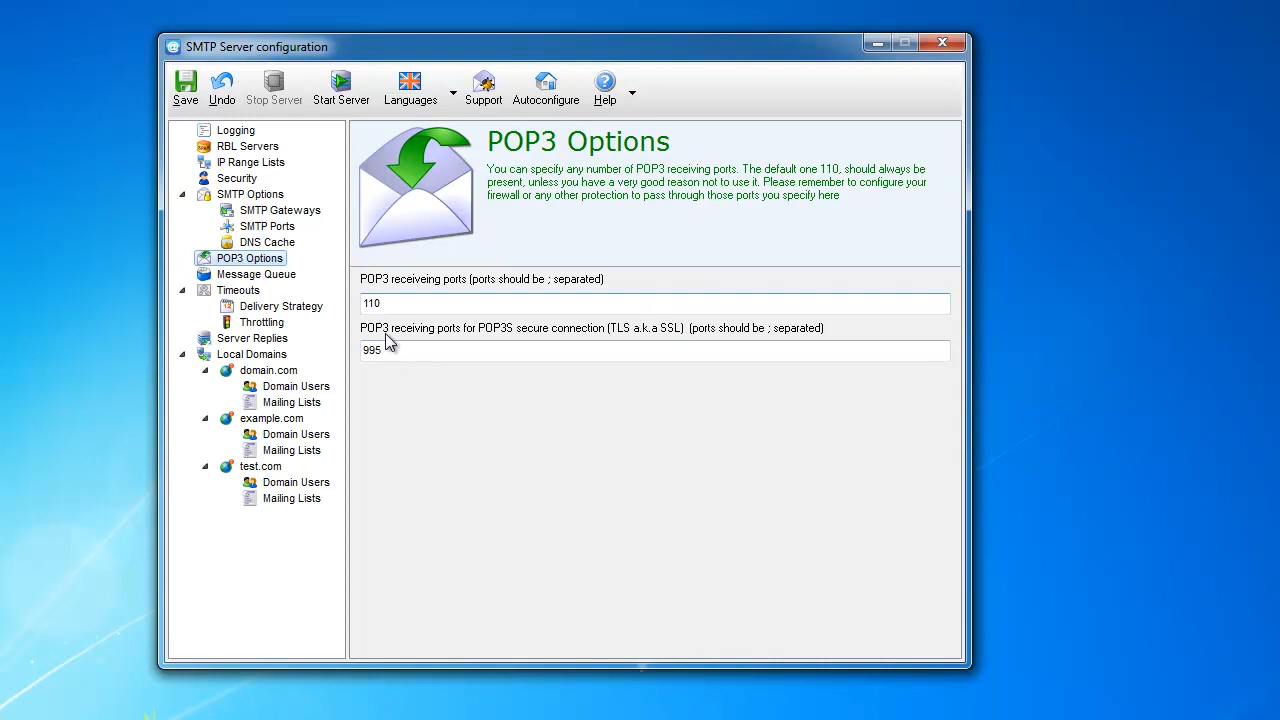 SMTP Server configuration
Save Undo Stop Server Start Server Languages Support Autoconfigure Help
Logging
RBL Servers
IP Range Lists
Security
SMTP Options
SMTP Gateways
SMTP Ports
DNS Cache
POP3 Options
Message Queue
Timeouts
12 Delivery Strategy
Throttling
Server Replies
Local Domains
domain.com
Domain Users
Mailing Lists
example.com
Domain Users
Mailing Lists
test.com
Domain Users
Mailing Lists
POP3 Options
You can specify any number of POP3 receiving ports. The default one 110, should always be
present, unless you have a very good reason not to use it. Please remember to configure your
firewall or any other protection to pass through those ports you specify here
POP3 receiveing ports (ports should be ; separated)
110
POP3 receiving ports for POP3S secure connection (TLS a.k.a SSL) (ports should be ; separated)
995